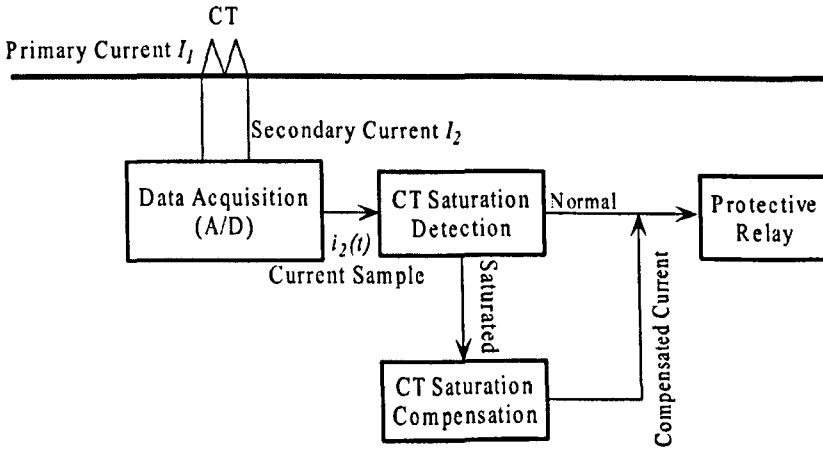 CT
Primary Current I1
Secondary Current I2
Data Acquisition
(A/D)
i2(t)
Current Sample
CT Saturation
Detection
Normal
Protective
Relay
Saturated
CT Saturation
Compensation
Compensated Current